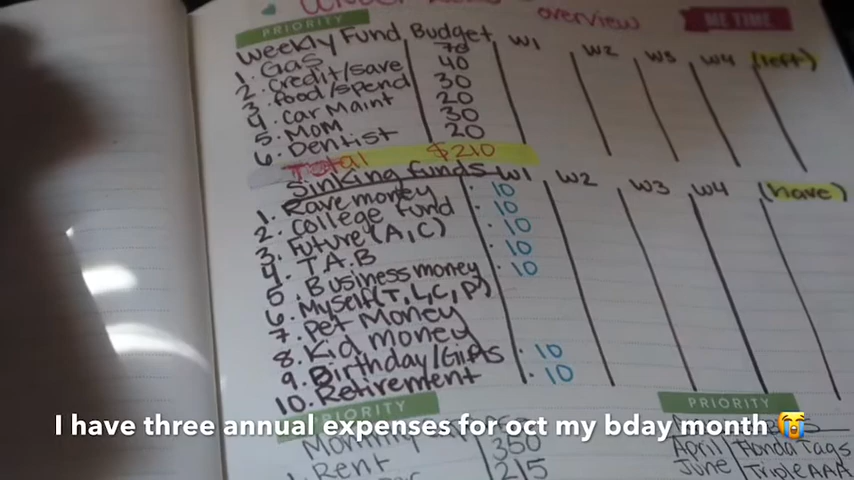 overview
PRIORITY
ME TIME
Weekly Fund Budget W1 W2 W3 W4 (left)
1. Gas 70
2. Credit/save 40
3. food/spend 30
4. Car Maint 20
5. Mom 30
6. Dentist 20
Total $210
Sinking funds W1 W2 W3 W4 (have)
1. Rave money 10
2. College fund 10
3. Future (A,C) 10
4. T.A.B 10
5. Business money 10
6. Myself(T,L,C,P)
7. Pet Money
8. Kid money
9. Birthday/Gifts 10
10. Retirement 10
PRIORITY
PRIORITY
I have three annual expenses for oct my bday month 😭
350
Rent 215
April Honda Tags
June Triple AAA